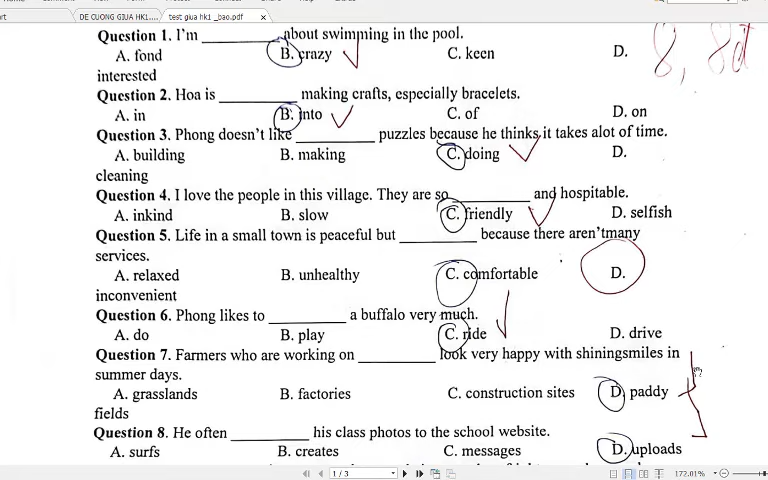 DE CUONG GIUA HK1.... × test giua hk1 _bao.pdf ×
Question 1. I'm __________ about swimming in the pool.
A. fond B. crazy C. keen D.
interested
8, 8đ
Question 2. Hoa is __________ making crafts, especially bracelets.
A. in B. into C. of D. on
Question 3. Phong doesn't like __________ puzzles because he thinks it takes alot of time.
A. building B. making C. doing D.
cleaning
Question 4. I love the people in this village. They are so __________ and hospitable.
A. inkind B. slow C. friendly D. selfish
Question 5. Life in a small town is peaceful but __________ because there aren'tmany
services.
A. relaxed B. unhealthy C. comfortable D.
inconvenient
Question 6. Phong likes to __________ a buffalo very much.
A. do B. play C. ride D. drive
Question 7. Farmers who are working on __________ look very happy with shiningsmiles in
summer days.
A. grasslands B. factories C. construction sites D. paddy
fields
Question 8. He often __________ his class photos to the school website.
A. surfs B. creates C. messages D. uploads
1 / 3 172.01%